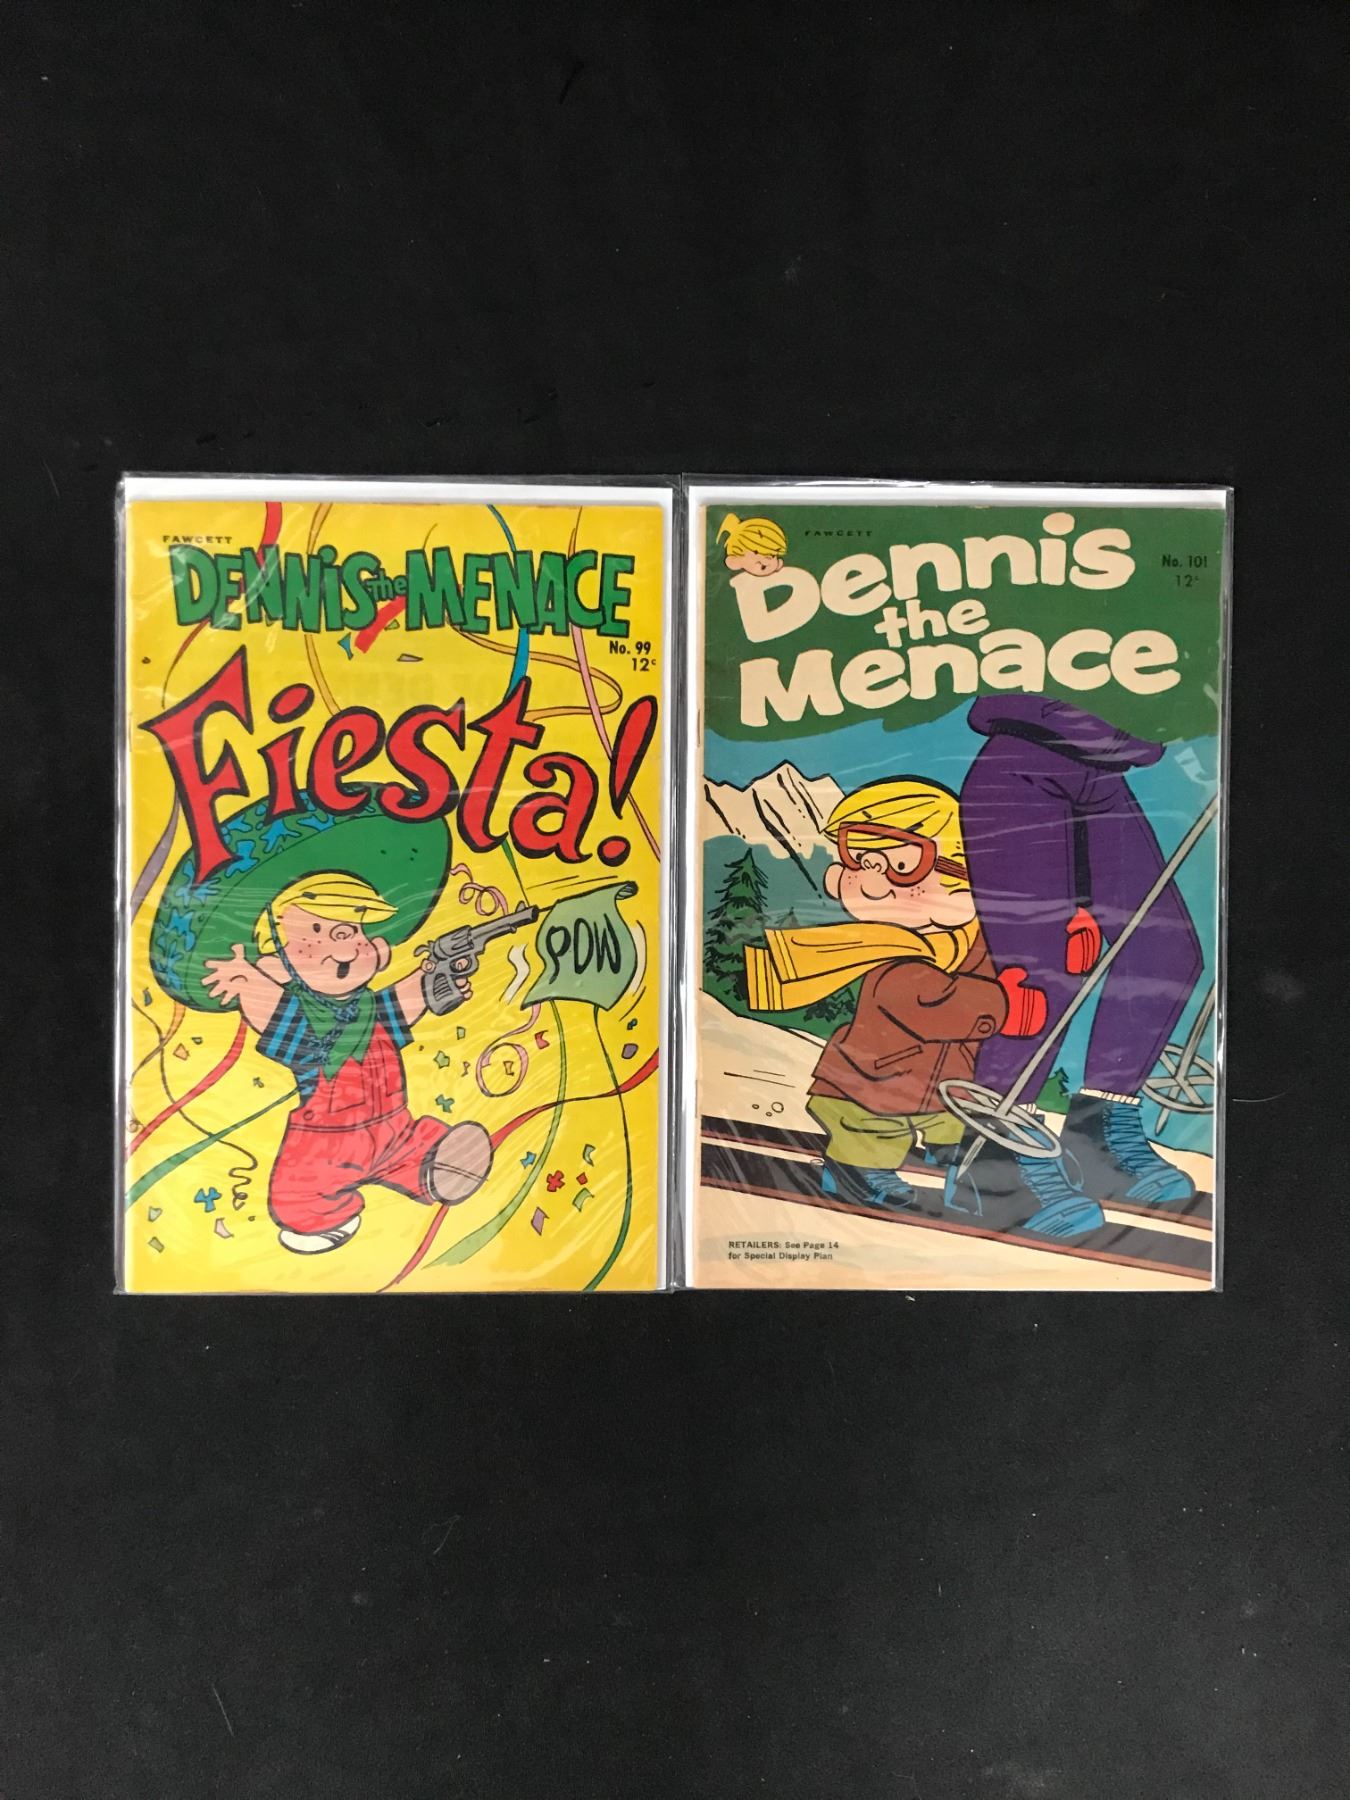 FAWCETT
DENNIS the MENACE
No. 99
12¢
Fiesta!
POW
FAWCETT
Dennis
the
Menace
No. 101
12¢
RETAILERS: See Page 14
for Special Display Plan